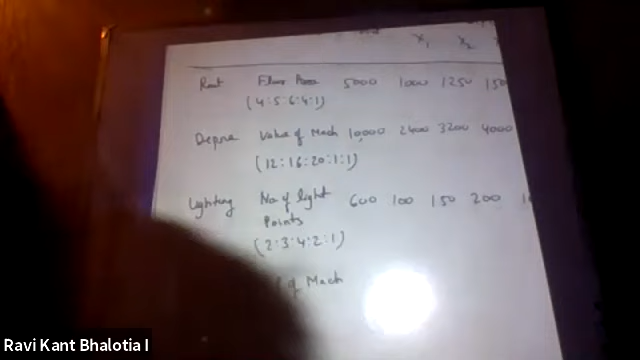 X₁ X₂
Rent Floor Area 5000 1000 1250 150
(4:5:6:4:1)
Depre Value of Mach 10,000 2400 3200 4000
(12:16:20:1:1)
Lighting No of light 600 100 150 200 1
Points
(2:3:4:2:1)
of Mach
Ravi Kant Bhalotia I